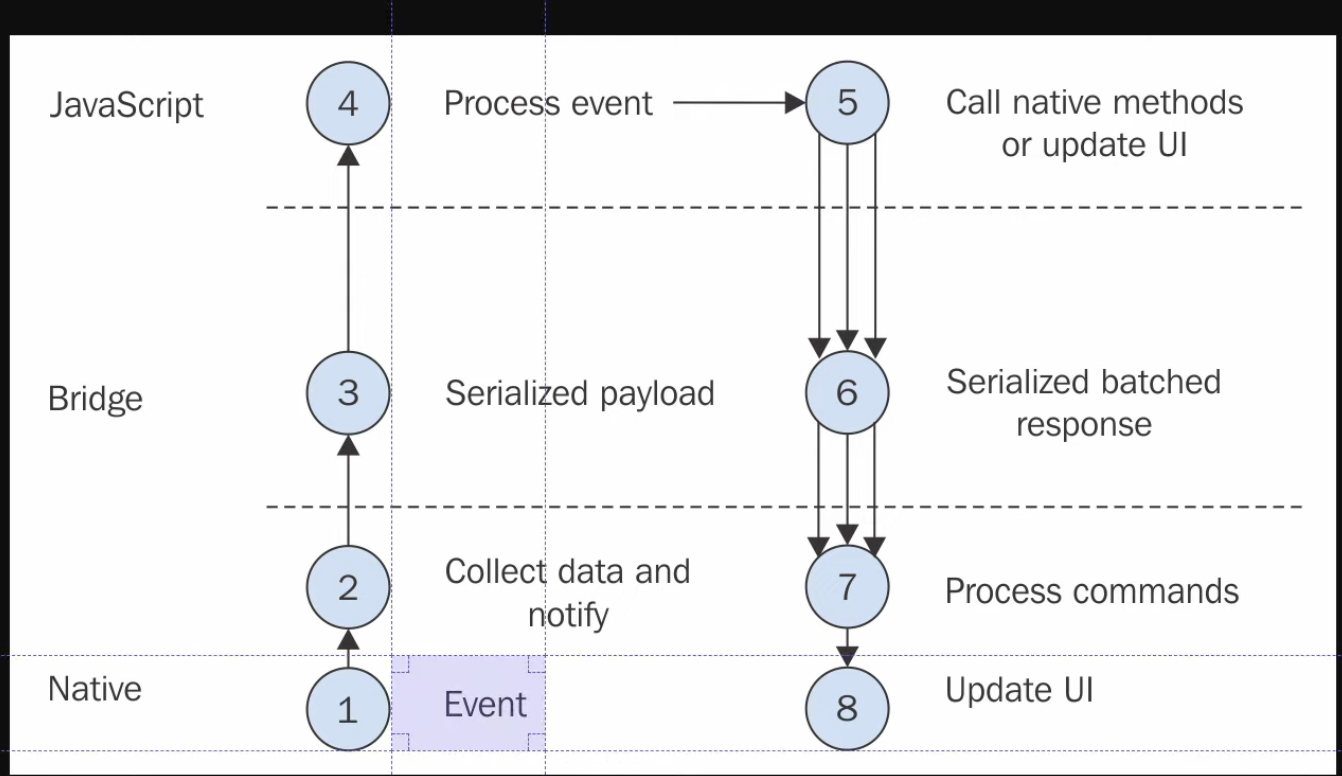 JavaScript
4
Process event
5
Call native methods
or update UI
Bridge
3
Serialized payload
6
Serialized batched
response
2
Collect data and
notify
7
Process commands
Native
1
Event
8
Update UI